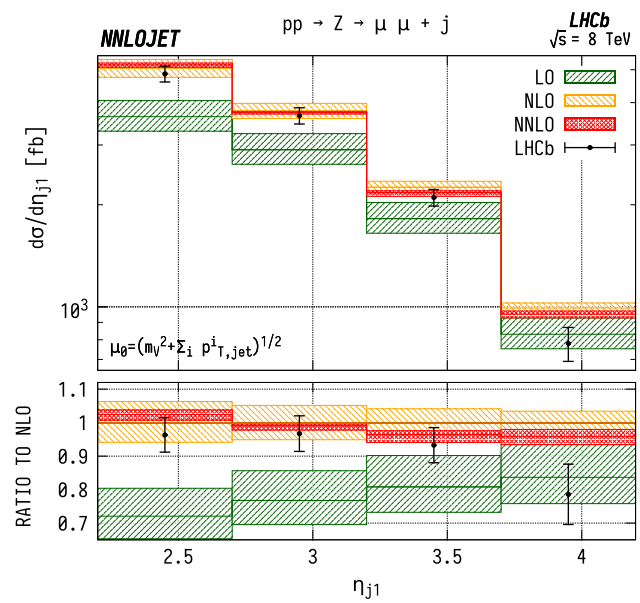 NNLOJET
pp → Z → μ μ + j
LHCb
√s = 8 TeV
LO
NLO
NNLO
LHCb
dσ/dηj1 [fb]
10³
μ0=(mV²+Σi pⁱT,jet)^1/2
RATIO TO NLO
1.1
1
0.9
0.8
0.7
2.5 3 3.5 4
ηj1